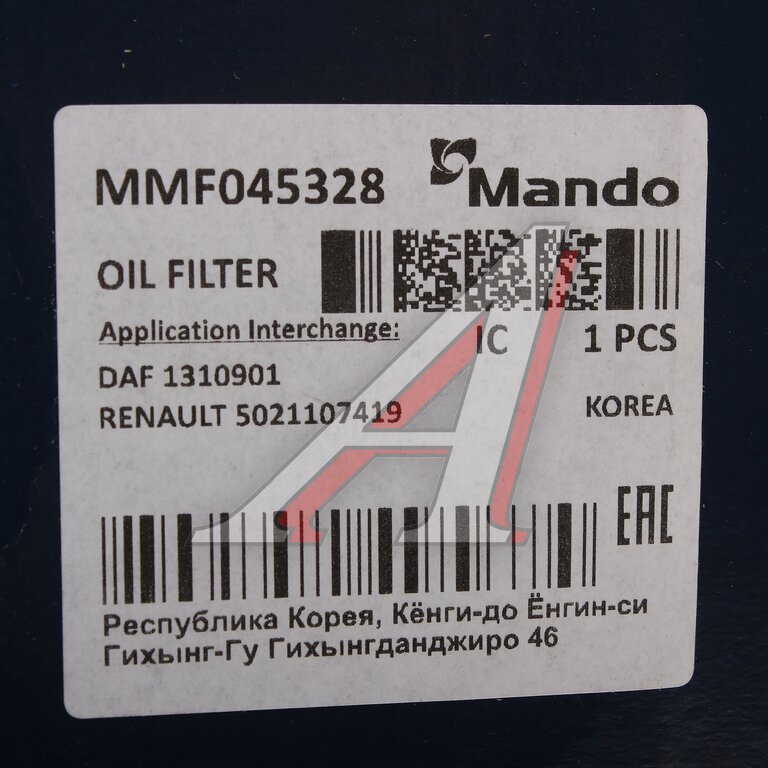 MMF045328
Mando
OIL FILTER
Application Interchange:
IC 1 PCS
DAF 1310901
RENAULT 5021107419
KOREA
EAC
Республика Корея, Кёнги-до Ёнгин-си
Гихынг-Гу Гихынгданджиро 46